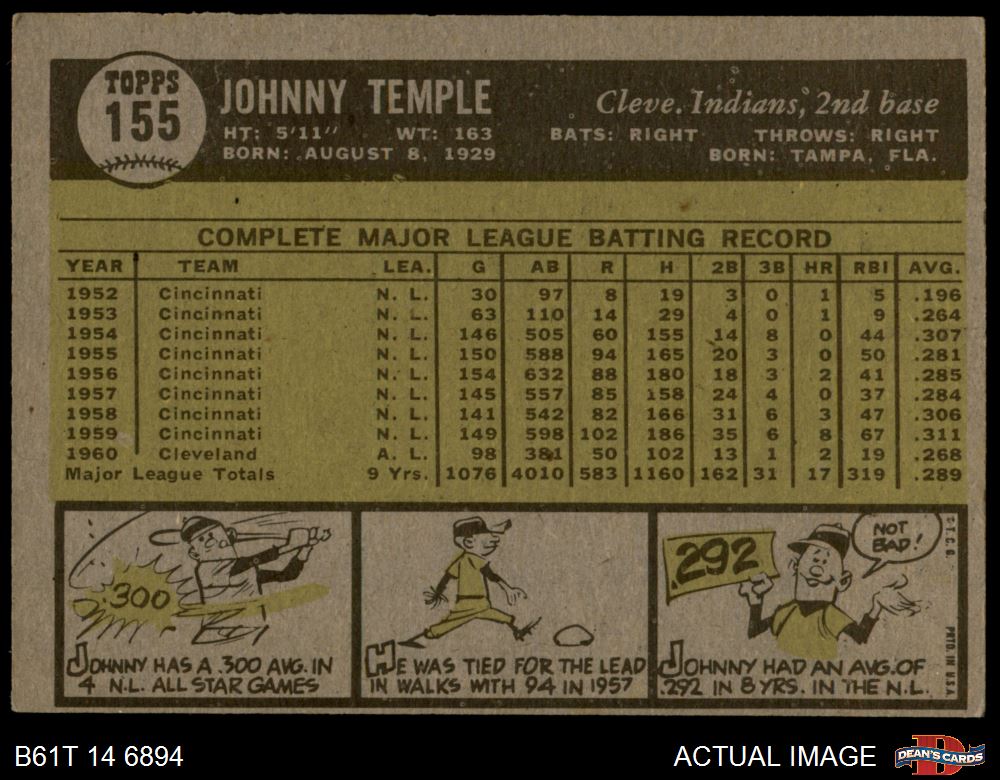 TOPPS
155
JOHNNY TEMPLE
Cleve. Indians, 2nd base
HT: 5'11" WT: 163 BATS: RIGHT THROWS: RIGHT
BORN: AUGUST 8, 1929 BORN: TAMPA, FLA.
COMPLETE MAJOR LEAGUE BATTING RECORD
YEAR TEAM LEA. G AB R H 2B 3B HR RBI AVG.
1952 Cincinnati N. L. 30 97 8 19 3 0 1 5 .196
1953 Cincinnati N. L. 63 110 14 29 4 0 1 9 .264
1954 Cincinnati N. L. 146 505 60 155 14 8 0 44 .307
1955 Cincinnati N. L. 150 588 94 165 20 3 0 50 .281
1956 Cincinnati N. L. 154 632 88 180 18 3 2 41 .285
1957 Cincinnati N. L. 145 557 85 158 24 4 0 37 .284
1958 Cincinnati N. L. 141 542 82 166 31 6 3 47 .306
1959 Cincinnati N. L. 149 598 102 186 35 6 8 67 .311
1960 Cleveland A. L. 98 381 50 102 13 1 2 19 .268
Major League Totals 9 Yrs. 1076 4010 583 1160 162 31 17 319 .289
300
JOHNNY HAS A .300 AVG. IN
4 N.L. ALL STAR GAMES
HE WAS TIED FOR THE LEAD
IN WALKS WITH 94 IN 1957
292
NOT
BAD!
JOHNNY HAD AN AVG. OF
.292 IN 8 YRS. IN THE N.L.
© T. C. G.
PRTD. IN U.S.A.
B61T 14 6894
ACTUAL IMAGE
DEAN'S CARDS